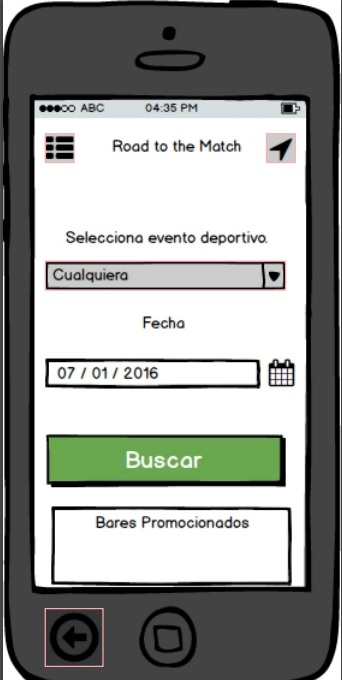 ABC 04:35 PM
Road to the Match
Selecciona evento deportivo.
Cualquiera
Fecha
07 / 01 / 2016
Buscar
Bares Promocionados